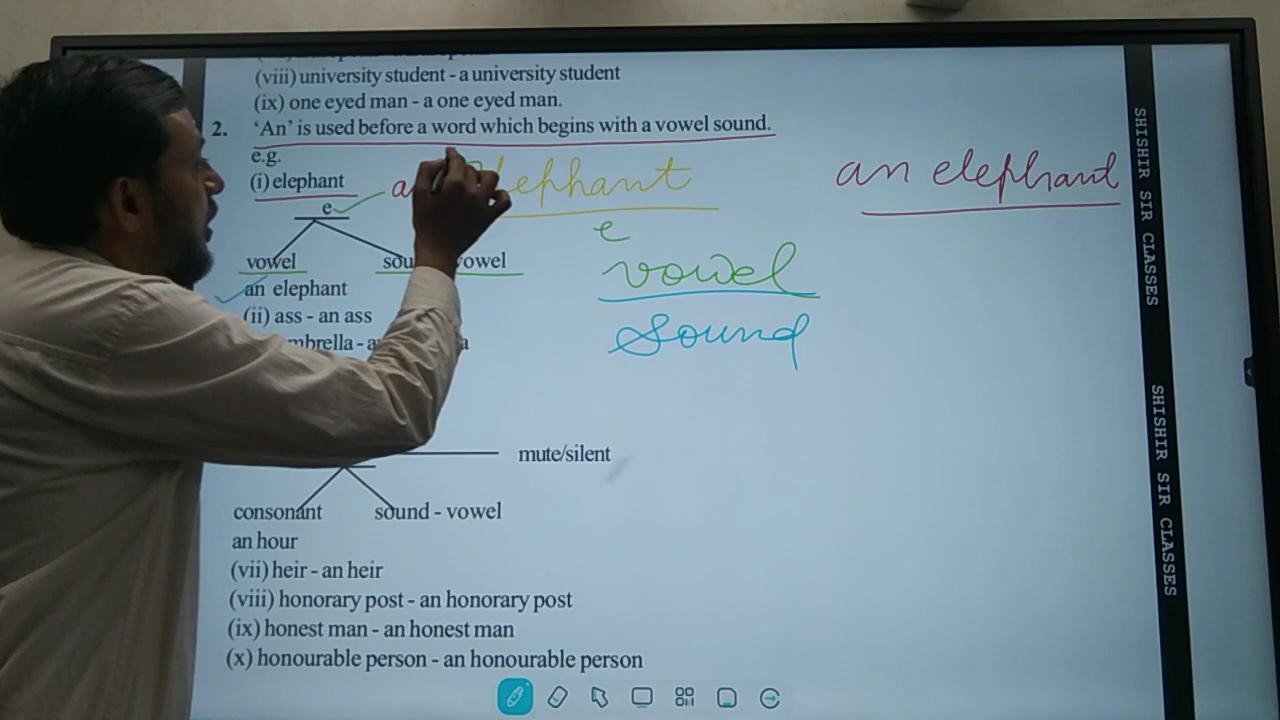 (viii) university student - a university student
(ix) one eyed man - a one eyed man.
2. 'An' is used before a word which begins with a vowel sound.
e.g.
(i) elephant
an elephant
e
e
vowel
vowel
vowel
Sound
an elephant
(ii) ass - an ass
mute/silent
consonant sound - vowel
an hour
(vii) heir - an heir
(viii) honorary post - an honorary post
(ix) honest man - an honest man
(x) honourable person - an honourable person
SHISHIR SIR CLASSES
SHISHIR SIR CLASSES